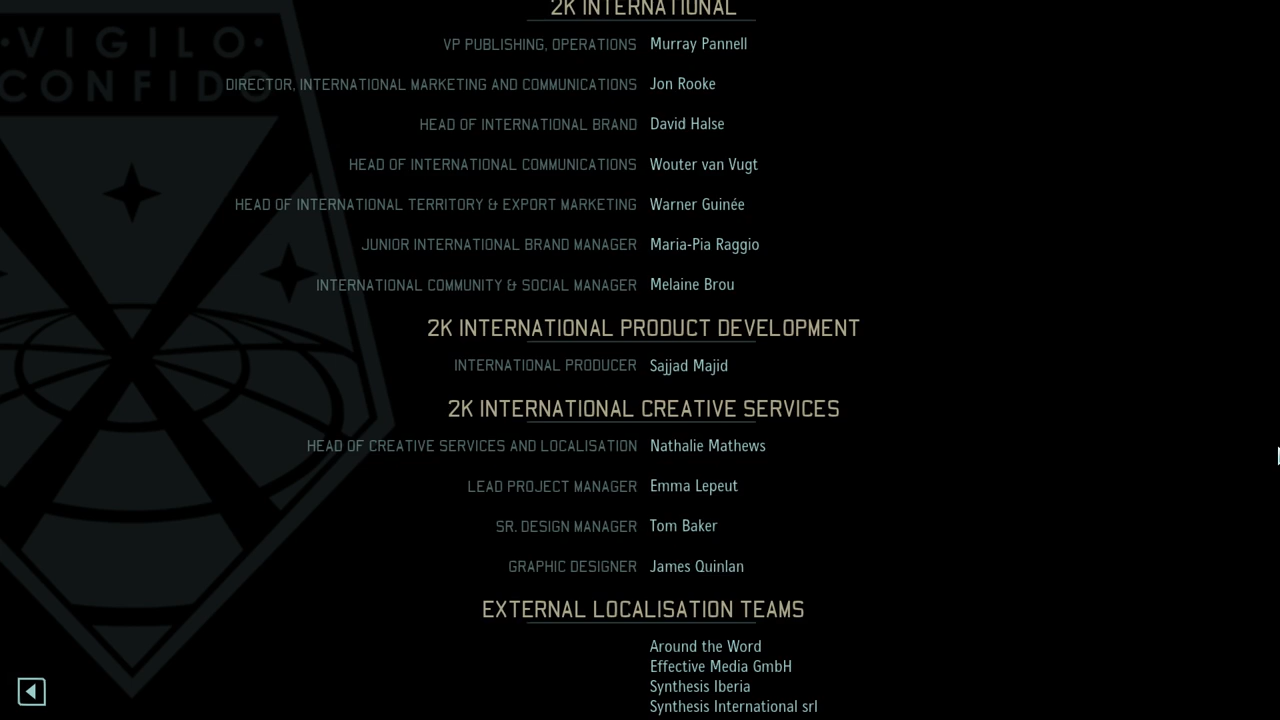 2K INTERNATIONAL
·VIGILO·
CONFIDO
VP PUBLISHING, OPERATIONS Murray Pannell
DIRECTOR, INTERNATIONAL MARKETING AND COMMUNICATIONS Jon Rooke
HEAD OF INTERNATIONAL BRAND David Halse
HEAD OF INTERNATIONAL COMMUNICATIONS Wouter van Vugt
HEAD OF INTERNATIONAL TERRITORY & EXPORT MARKETING Warner Guinée
JUNIOR INTERNATIONAL BRAND MANAGER Maria-Pia Raggio
INTERNATIONAL COMMUNITY & SOCIAL MANAGER Melaine Brou
2K INTERNATIONAL PRODUCT DEVELOPMENT
INTERNATIONAL PRODUCER Sajjad Majid
2K INTERNATIONAL CREATIVE SERVICES
HEAD OF CREATIVE SERVICES AND LOCALISATION Nathalie Mathews
LEAD PROJECT MANAGER Emma Lepeut
SR. DESIGN MANAGER Tom Baker
GRAPHIC DESIGNER James Quinlan
EXTERNAL LOCALISATION TEAMS
Around the Word
Effective Media GmbH
Synthesis Iberia
Synthesis International srl